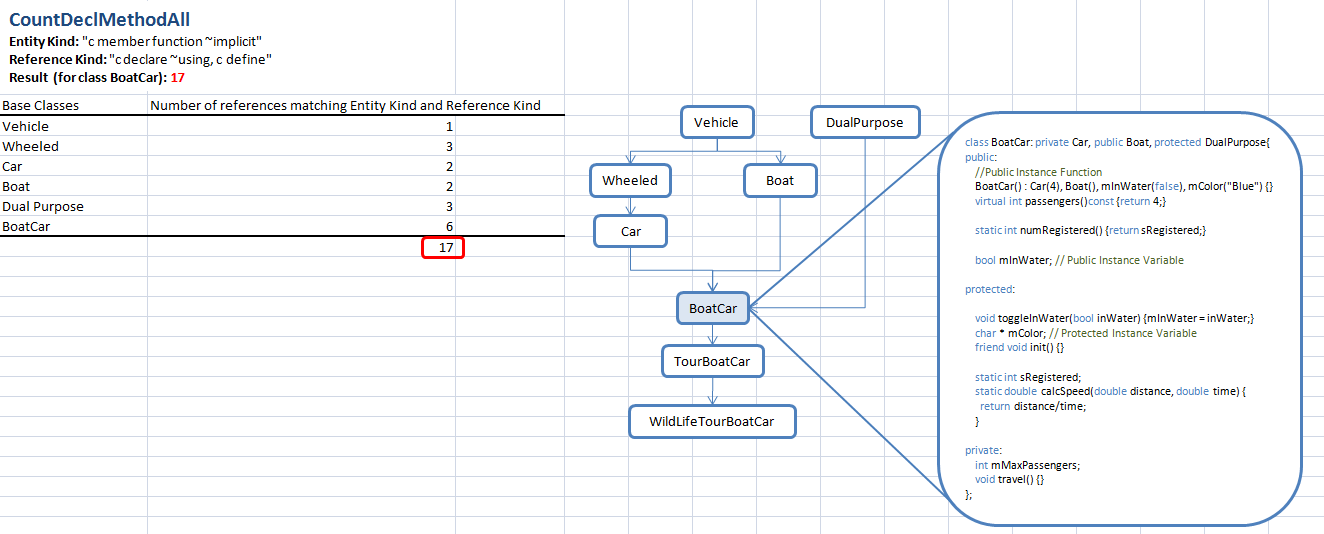 CountDeclMethodAll
Entity Kind: "c member function ~implicit"
Reference Kind: "c declare ~using, c define"
Result (for class BoatCar): 17
Base Classes Number of references matching Entity Kind and Reference Kind
Vehicle 1
Wheeled 3
Car 2
Boat 2
Dual Purpose 3
BoatCar 6
17
Vehicle
DualPurpose
Wheeled
Boat
Car
BoatCar
TourBoatCar
WildLifeTourBoatCar
class BoatCar: private Car, public Boat, protected DualPurpose{
public:
//Public Instance Function
BoatCar() : Car(4), Boat(), mInWater(false), mColor("Blue") {}
virtual int passengers()const {return 4;}
static int numRegistered() {return sRegistered;}
bool mInWater; // Public Instance Variable
protected:
void toggleInWater(bool inWater) {mInWater = inWater;}
char * mColor; // Protected Instance Variable
friend void init() {}
static int sRegistered;
static double calcSpeed(double distance, double time) {
return distance/time;
}
private:
int mMaxPassengers;
void travel() {}
};